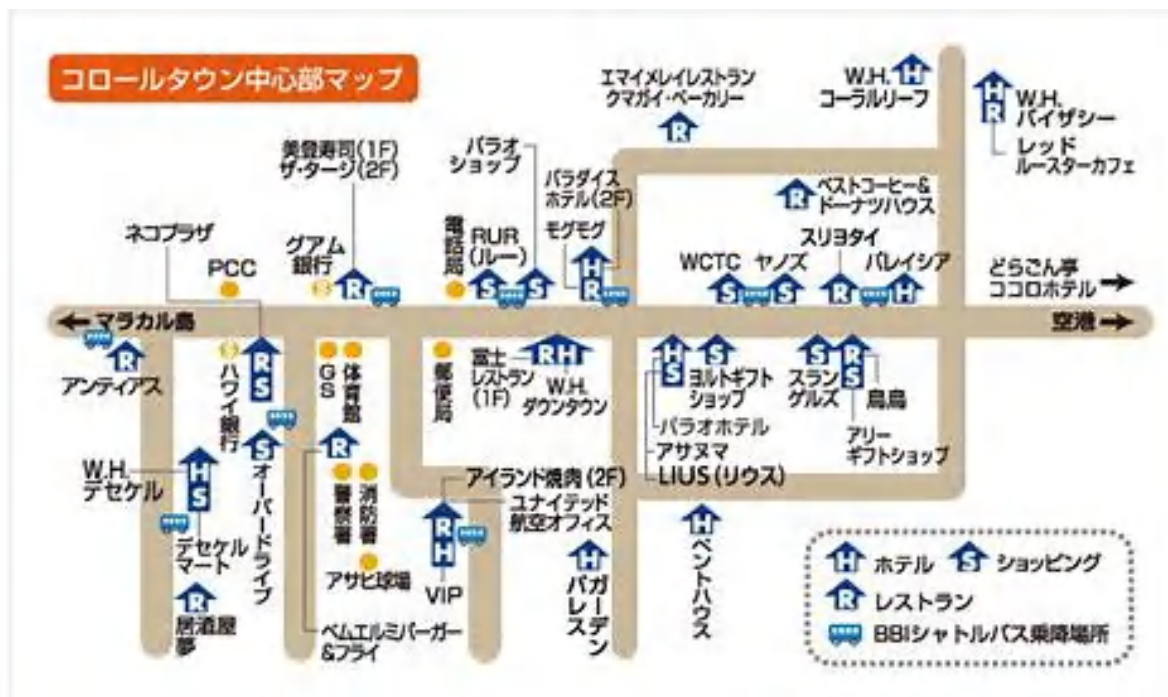 コロールタウン中心部マップ
エマイメレイレストラン
クマガイ・ベーカリー
W.H.
コーラルリーフ
W.H.
パイザシー
レッド
ルースターカフェ
美登寿司(1F)
ザ・タージ(2F)
パラオ
ショップ
パラダイス
ホテル(2F)
ベストコーヒー&
ドーナツハウス
ネコプラザ
PCC
グアム
銀行
電話局
RUR
(ルー)
モグモグ
WCTC
ヤノズ
スリヨタイ
パレイシア
どらごん亭
ココロホテル
マラカル島
空港
アンティアス
ハワイ銀行
GS
体育館
郵便局
富士
レストラン
(1F)
W.H.
ダウンタウン
ヨルトギフト
ショップ
スラン
ゲルズ
鳥鳥
パラオホテル
アサヌマ
LIUS(リウス)
アリー
ギフトショップ
W.H.
デセケル
オーバードライブ
警察署
消防署
アイランド焼肉(2F)
ユナイテッド
航空オフィス
デセケル
マート
アサヒ球場
VIP
居酒屋
夢
ベムエルミバーガー
&フライ
ガーデン
パレス
ペントハウス
H ホテル
S ショッピング
R レストラン
BBIシャトルバス乗降場所